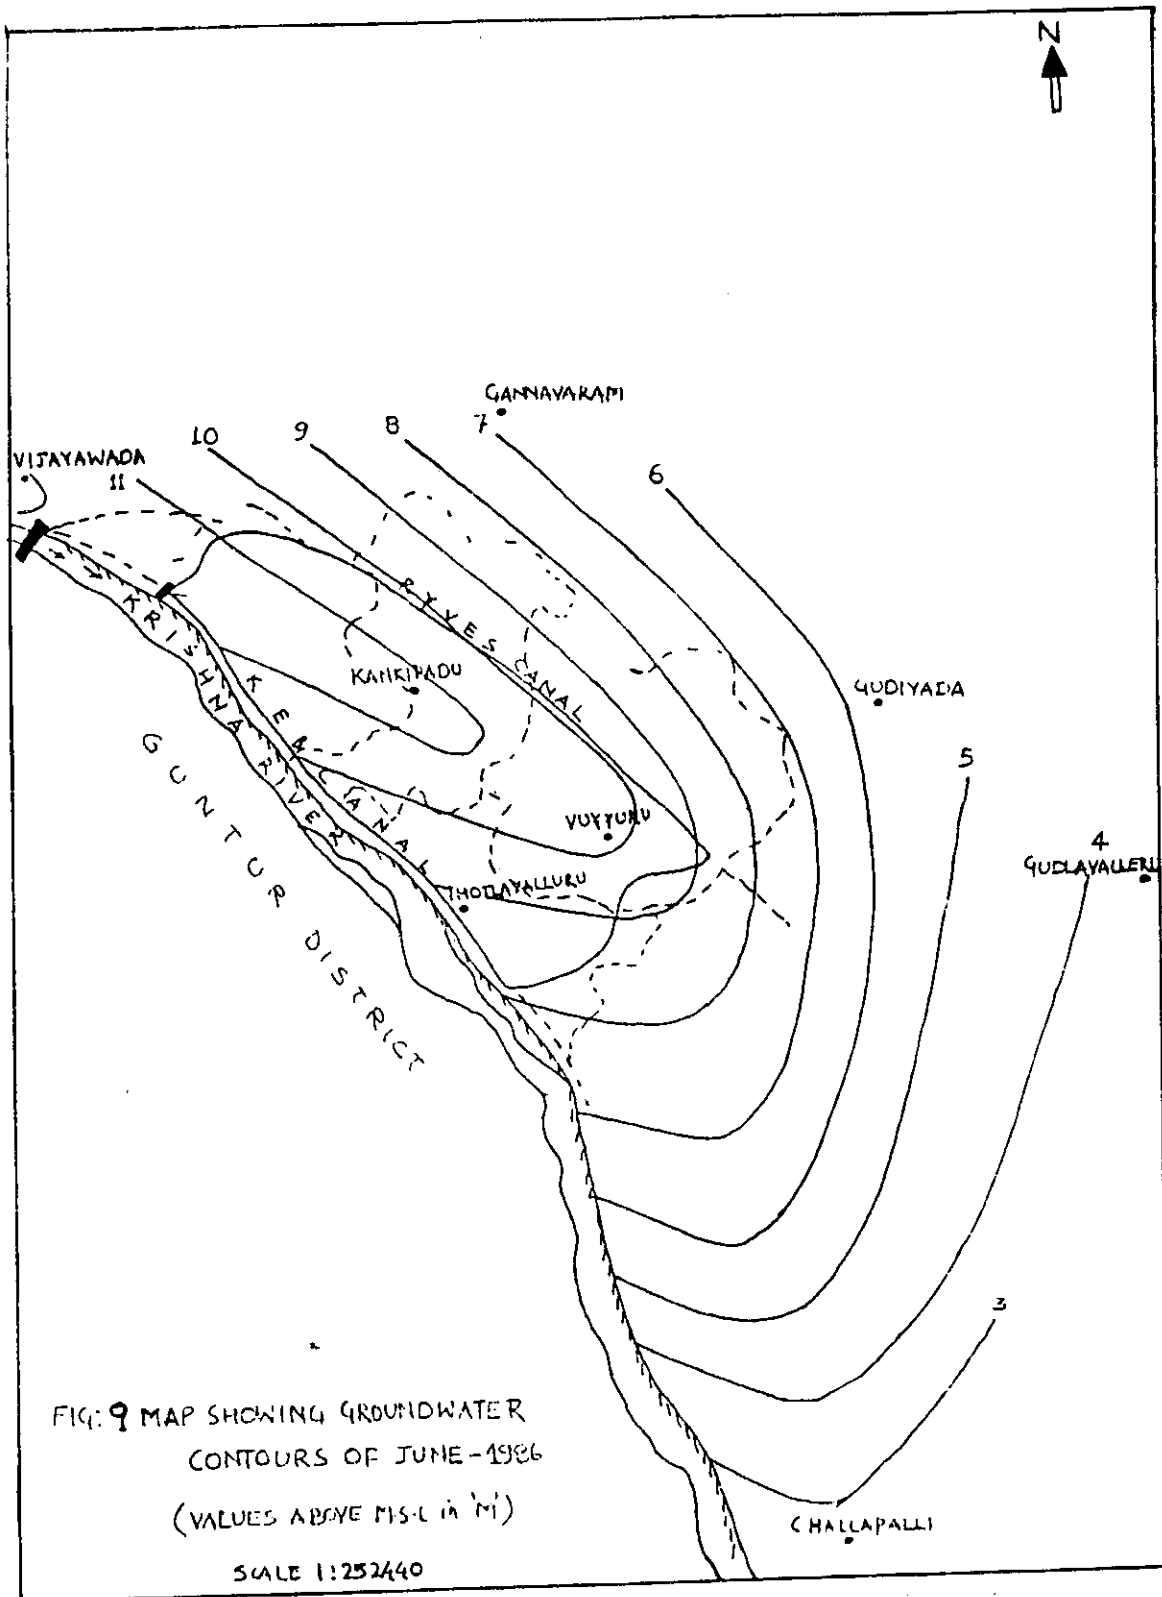 N
GANNAVARAM
7
8
9
10
VIJAYAWADA
11
6
RYVES CANAL
KANKIPADU
GUDIYADA
KRISHNA RIVER
5
GUNTUR DISTRICT
VUYYURU
4
GUDLAVALLERU
THOTLAVALLURU
3
FIG: 9 MAP SHOWING GROUNDWATER
CONTOURS OF JUNE-1986
(VALUES ABOVE M.S.L in 'M')
CHALLAPALLI
SCALE 1:252440